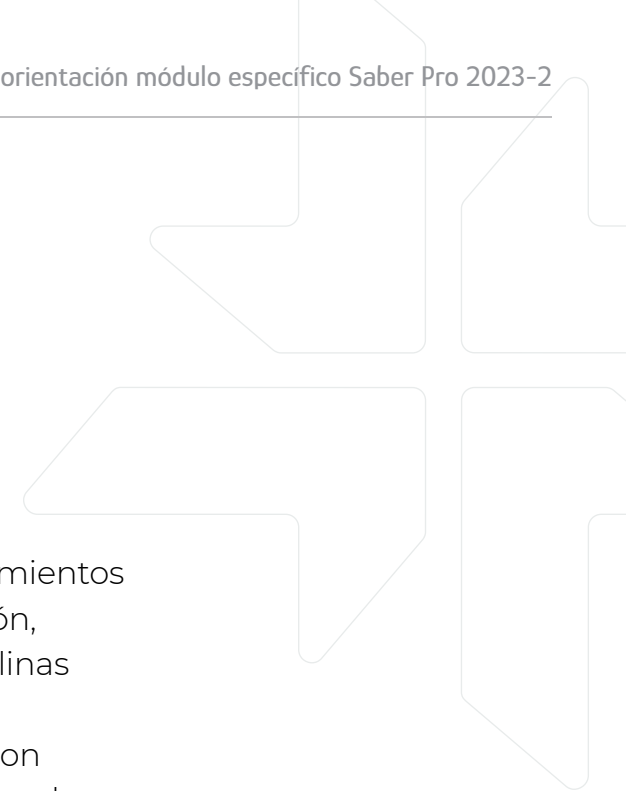 orientación módulo específico Saber Pro 2023-2
mientos
ón,
linas
on